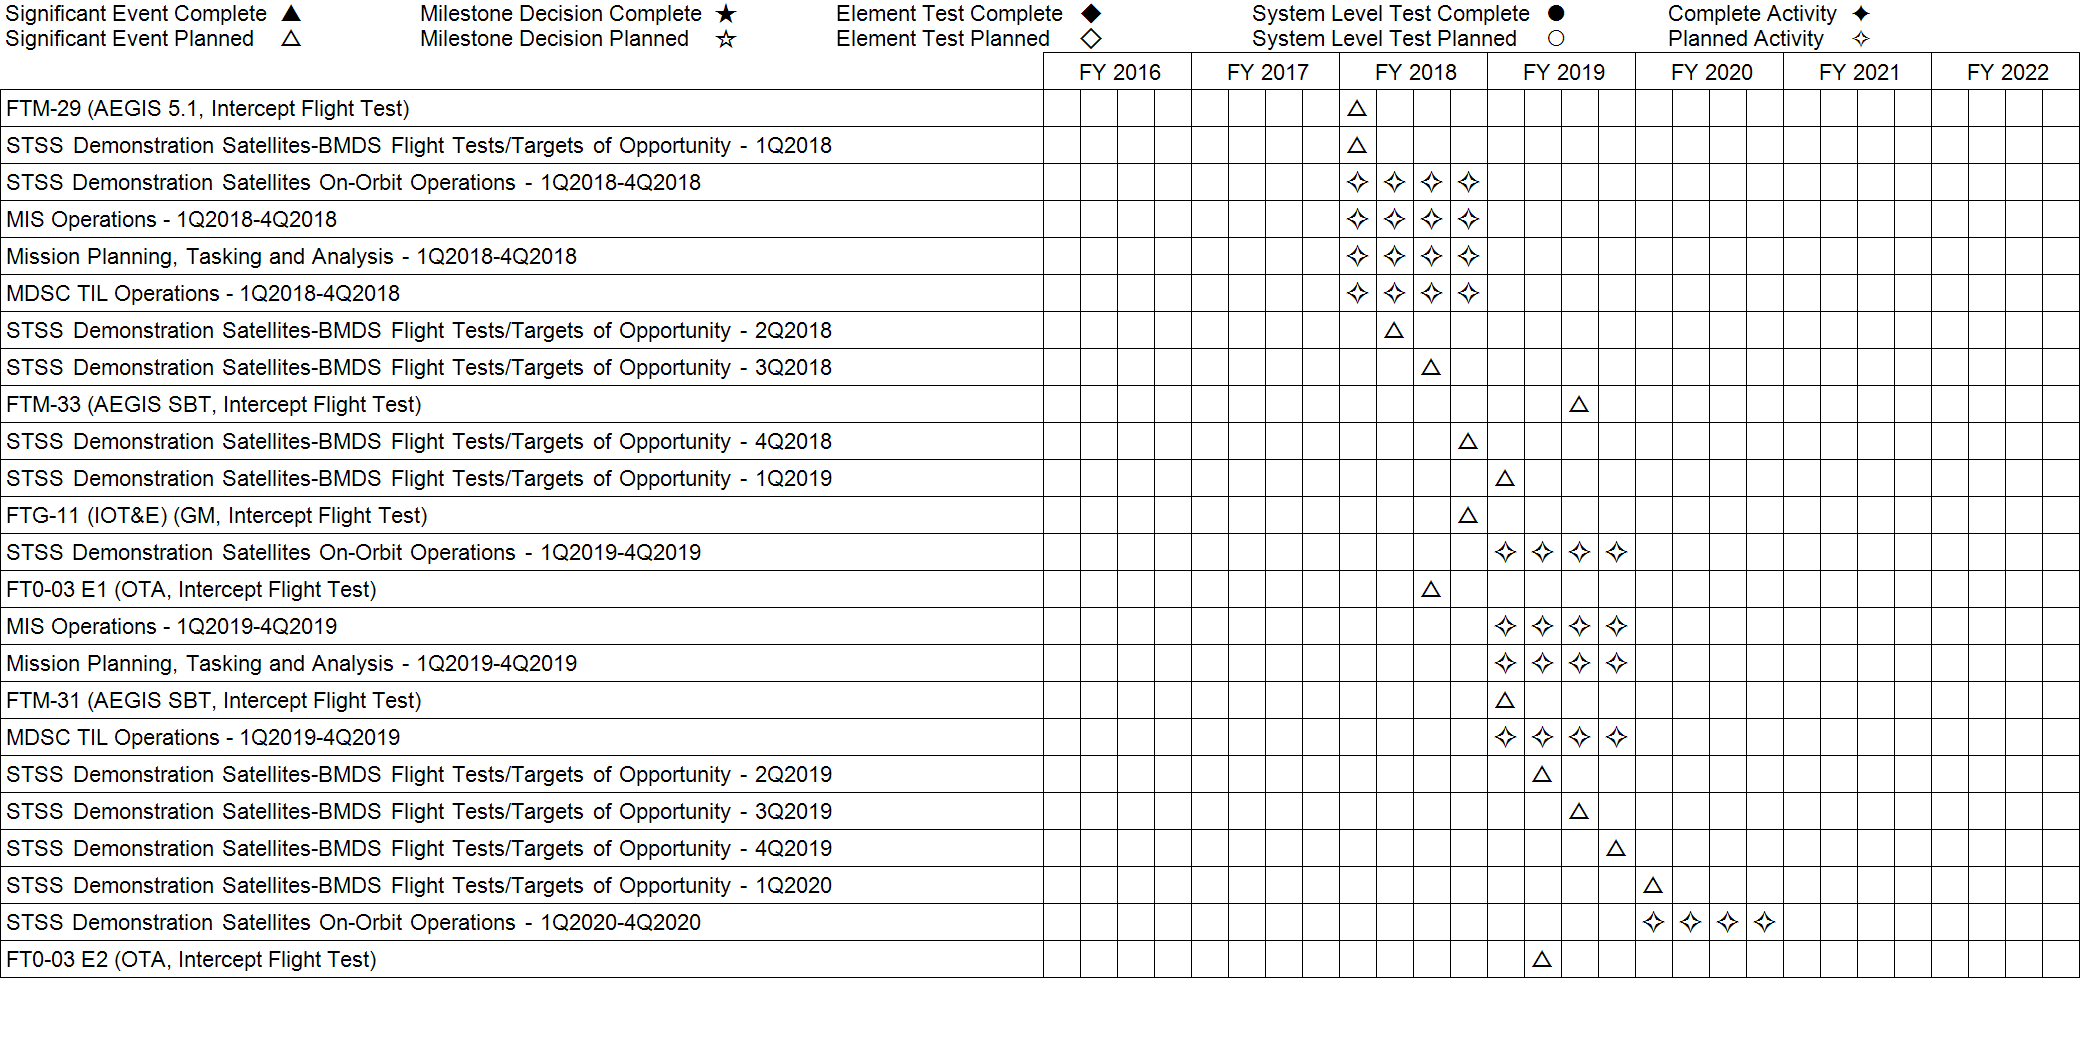 Significant Event Complete ▲ Milestone Decision Complete ★ Element Test Complete ◆ System Level Test Complete ● Complete Activity ✦
Significant Event Planned △ Milestone Decision Planned ☆ Element Test Planned ◇ System Level Test Planned ○ Planned Activity ✧
FY 2016 FY 2017 FY 2018 FY 2019 FY 2020 FY 2021 FY 2022
FTM-29 (AEGIS 5.1, Intercept Flight Test) △
STSS Demonstration Satellites-BMDS Flight Tests/Targets of Opportunity - 1Q2018 △
STSS Demonstration Satellites On-Orbit Operations - 1Q2018-4Q2018 ✧ ✧ ✧ ✧
MIS Operations - 1Q2018-4Q2018 ✧ ✧ ✧ ✧
Mission Planning, Tasking and Analysis - 1Q2018-4Q2018 ✧ ✧ ✧ ✧
MDSC TIL Operations - 1Q2018-4Q2018 ✧ ✧ ✧ ✧
STSS Demonstration Satellites-BMDS Flight Tests/Targets of Opportunity - 2Q2018 △
STSS Demonstration Satellites-BMDS Flight Tests/Targets of Opportunity - 3Q2018 △
FTM-33 (AEGIS SBT, Intercept Flight Test) △
STSS Demonstration Satellites-BMDS Flight Tests/Targets of Opportunity - 4Q2018 △
STSS Demonstration Satellites-BMDS Flight Tests/Targets of Opportunity - 1Q2019 △
FTG-11 (IOT&E) (GM, Intercept Flight Test) △
STSS Demonstration Satellites On-Orbit Operations - 1Q2019-4Q2019 ✧ ✧ ✧ ✧
FT0-03 E1 (OTA, Intercept Flight Test) △
MIS Operations - 1Q2019-4Q2019 ✧ ✧ ✧ ✧
Mission Planning, Tasking and Analysis - 1Q2019-4Q2019 ✧ ✧ ✧ ✧
FTM-31 (AEGIS SBT, Intercept Flight Test) △
MDSC TIL Operations - 1Q2019-4Q2019 ✧ ✧ ✧ ✧
STSS Demonstration Satellites-BMDS Flight Tests/Targets of Opportunity - 2Q2019 △
STSS Demonstration Satellites-BMDS Flight Tests/Targets of Opportunity - 3Q2019 △
STSS Demonstration Satellites-BMDS Flight Tests/Targets of Opportunity - 4Q2019 △
STSS Demonstration Satellites-BMDS Flight Tests/Targets of Opportunity - 1Q2020 △
STSS Demonstration Satellites On-Orbit Operations - 1Q2020-4Q2020 ✧ ✧ ✧ ✧
FT0-03 E2 (OTA, Intercept Flight Test) △